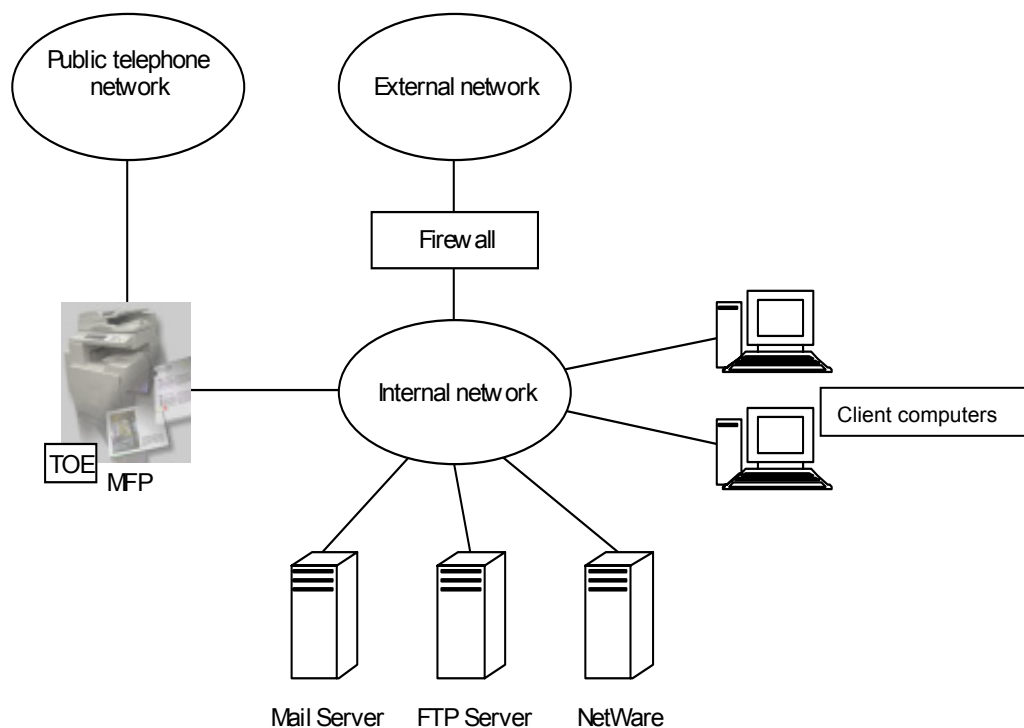 Public telephone
network
External network
Firewall
Internal network
Client computers
TOE
MFP
Mail Server
FTP Server
NetWare